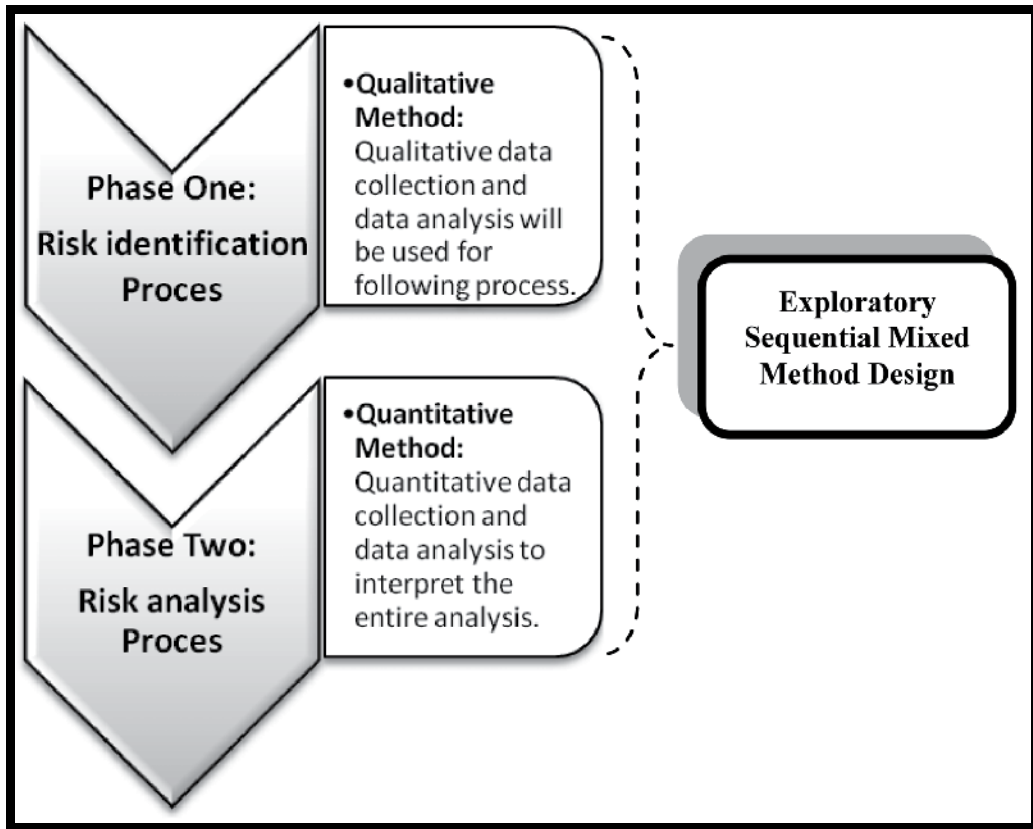 Phase One:
Risk identification
Proces
•Qualitative
Method:
Qualitative data
collection and
data analysis will
be used for
following process.
Phase Two:
Risk analysis
Proces
•Quantitative
Method:
Quantitative data
collection and
data analysis to
interpret the
entire analysis.
Exploratory
Sequential Mixed
Method Design